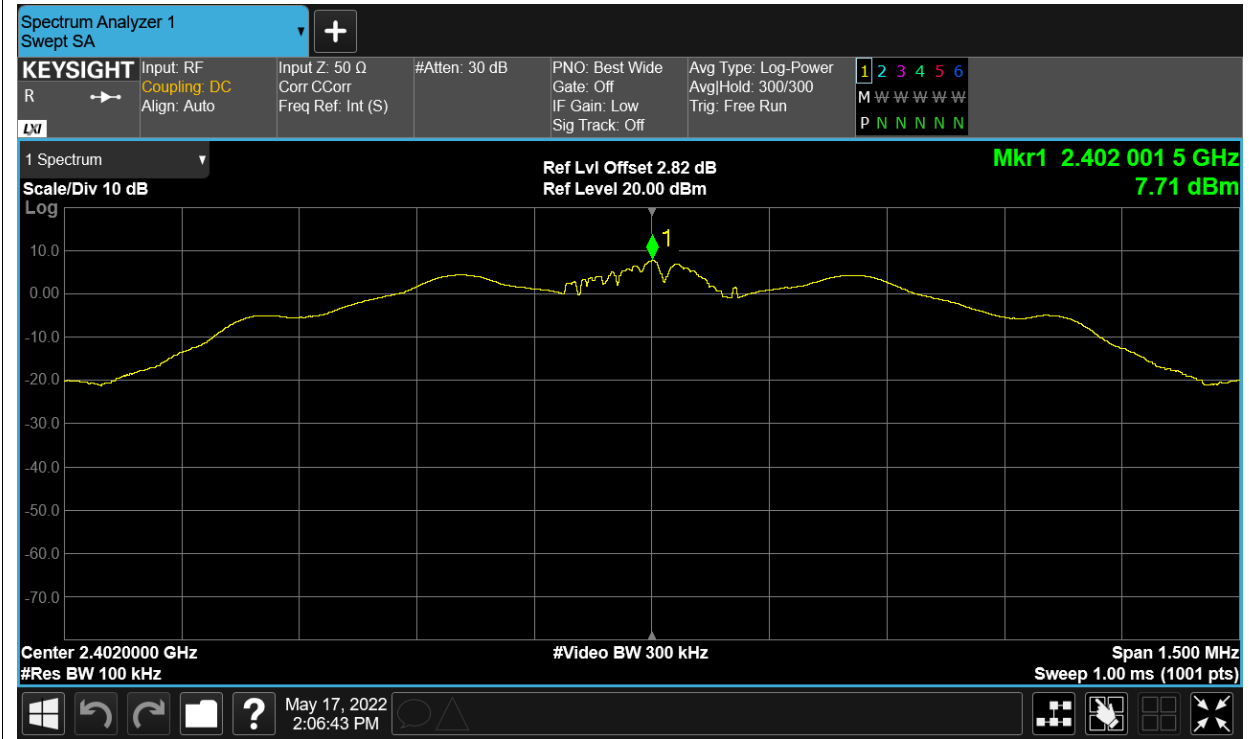 Spectrum Analyzer 1
Swept SA
KEYSIGHT
R
LXI
Input: RF
Coupling: DC
Align: Auto
Input Z: 50 Ω
Corr CCorr
Freq Ref: Int (S)
#Atten: 30 dB
PNO: Best Wide
Gate: Off
IF Gain: Low
Sig Track: Off
Avg Type: Log-Power
Avg|Hold: 300/300
Trig: Free Run
1 2 3 4 5 6
M W W W W W
P N N N N N
1 Spectrum
Scale/Div 10 dB
Ref Lvl Offset 2.82 dB
Ref Level 20.00 dBm
Mkr1 2.402 001 5 GHz
7.71 dBm
Log
1
10.0
0.00
-10.0
-20.0
-30.0
-40.0
-50.0
-60.0
-70.0
Center 2.4020000 GHz
#Res BW 100 kHz
#Video BW 300 kHz
Span 1.500 MHz
Sweep 1.00 ms (1001 pts)
?
May 17, 2022
2:06:43 PM